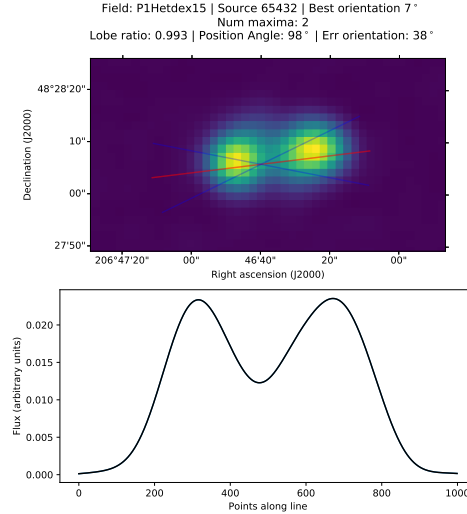 Field: P1Hetdex15 | Source 65432 | Best orientation 7°
Num maxima: 2
Lobe ratio: 0.993 | Position Angle: 98° | Err orientation: 38°
Declination (J2000)
48°28'20"
10"
00"
27'50"
206°47'20" 00" 46'40" 20" 00"
Right ascension (J2000)
Flux (arbitrary units)
0.020
0.015
0.010
0.005
0.000
0 200 400 600 800 1000
Points along line